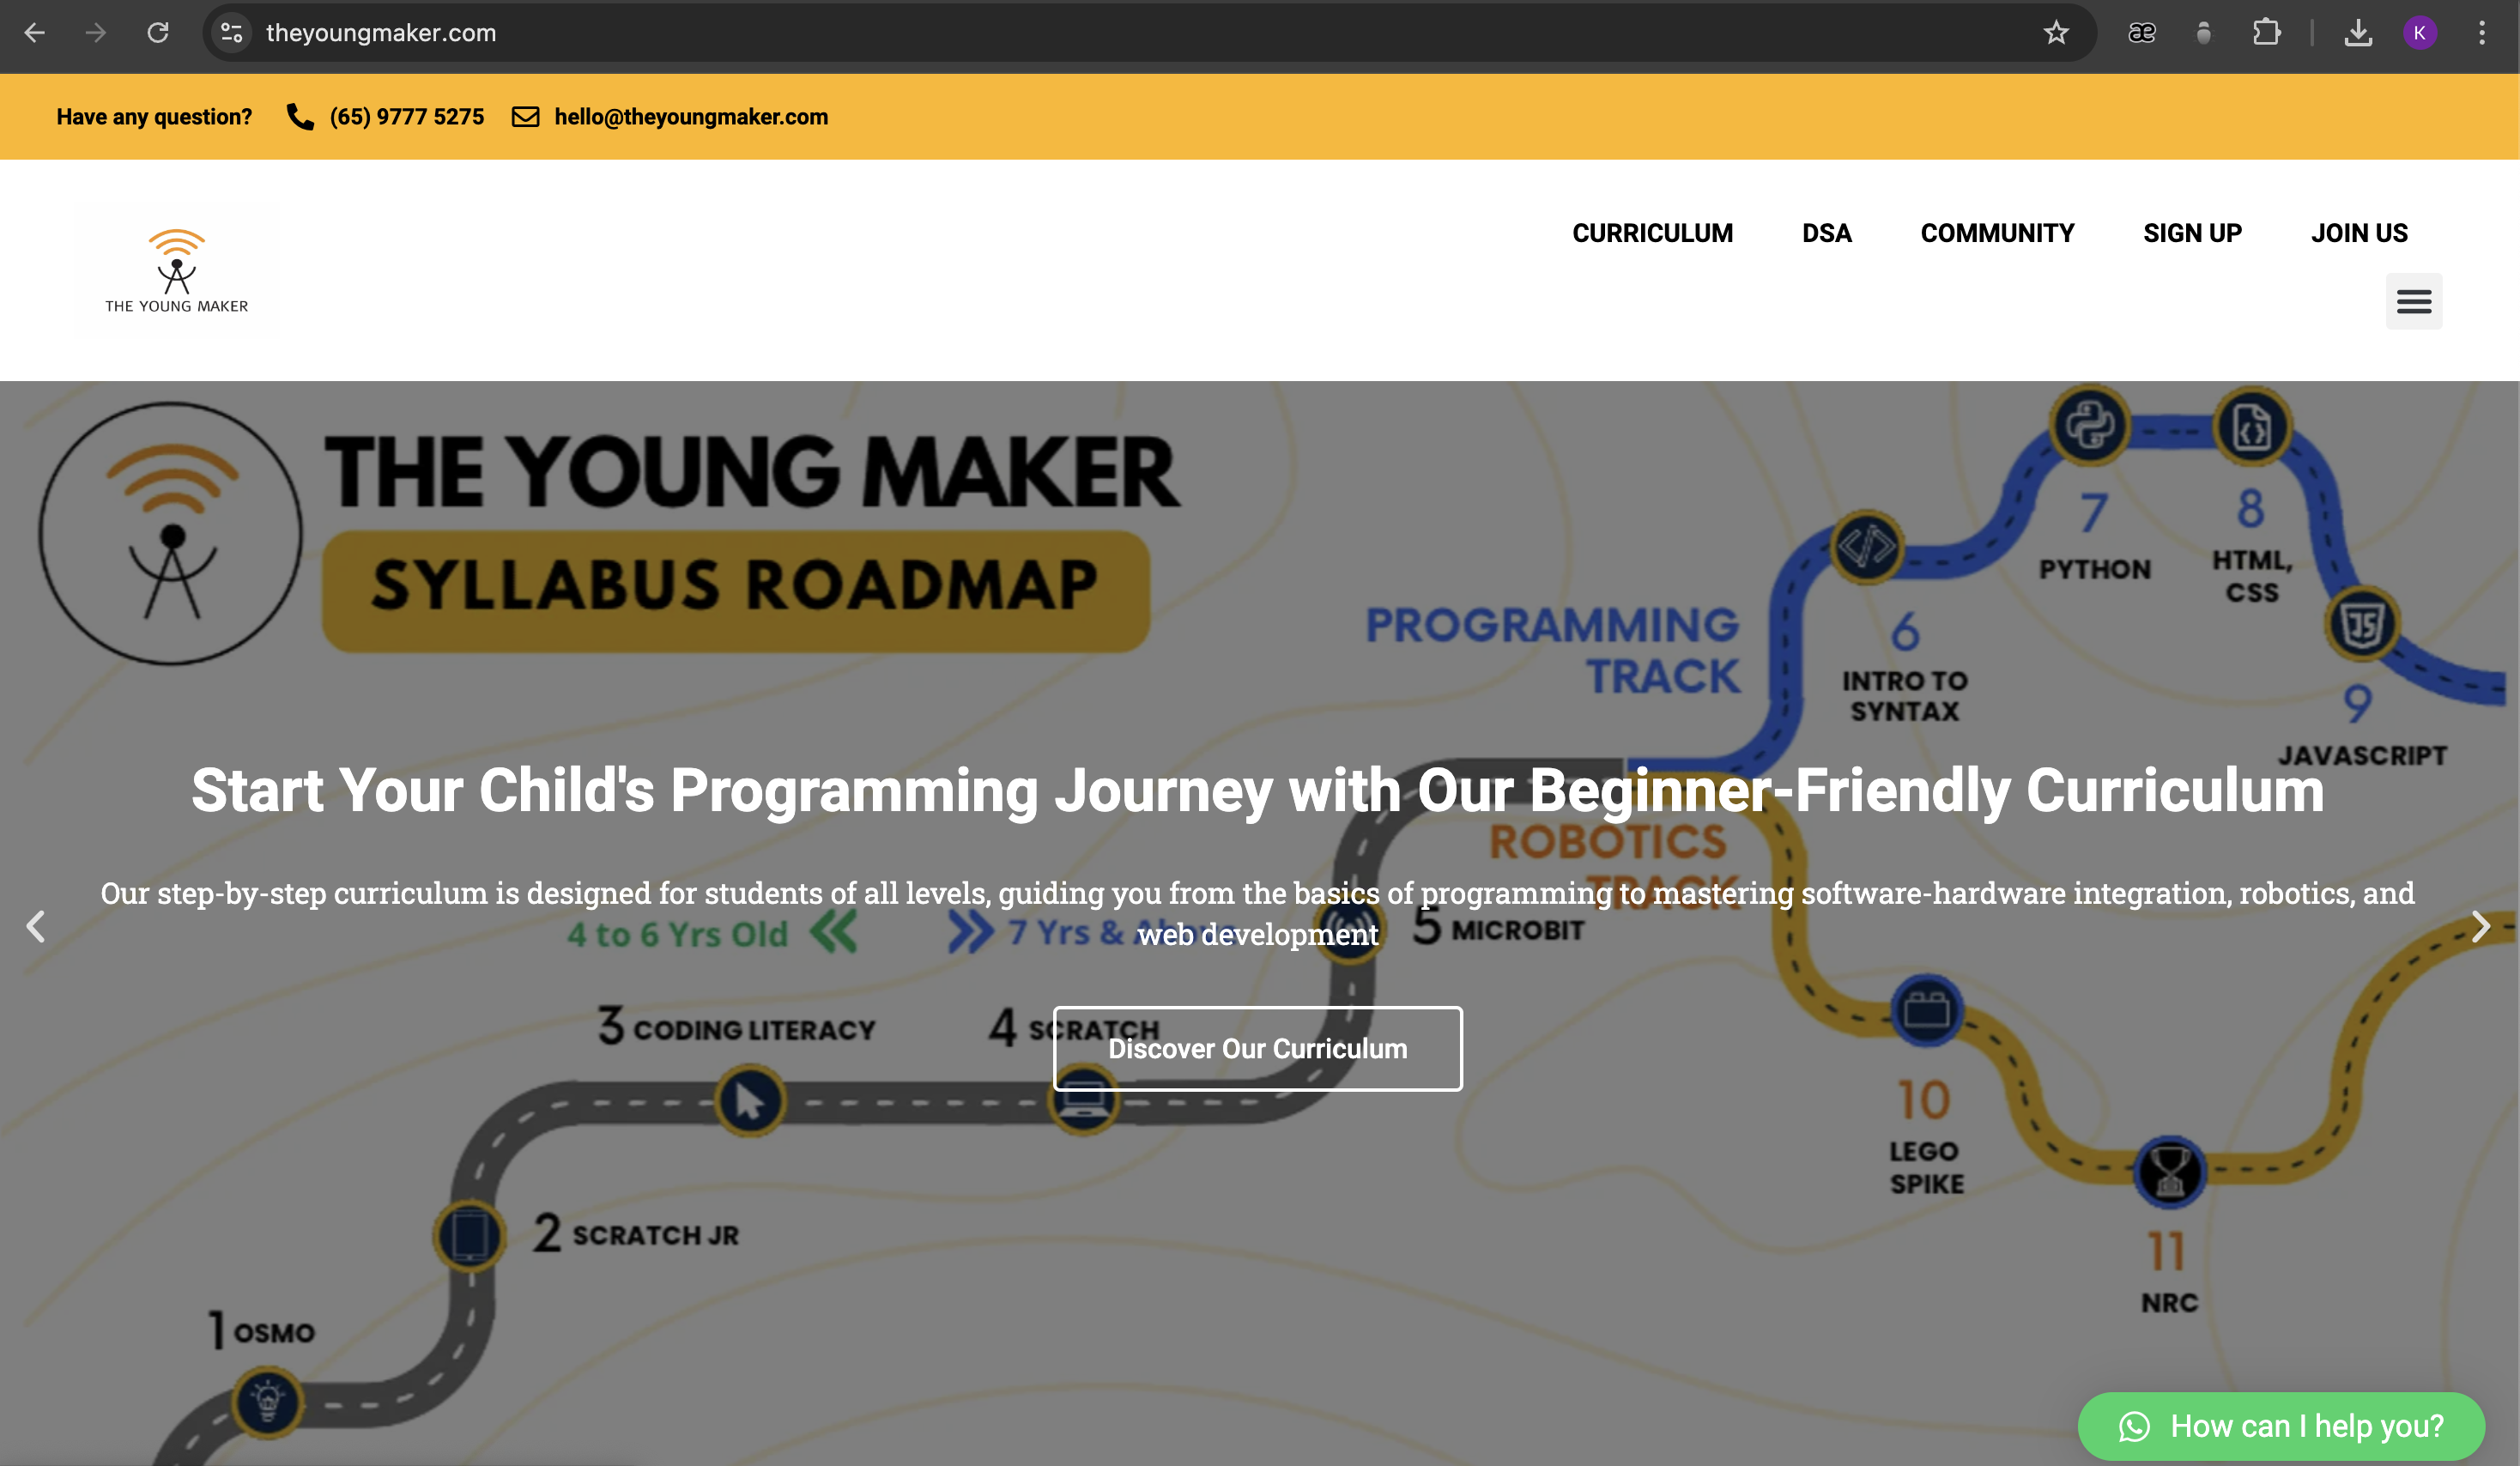 theyoungmaker.com
K
Have any question?
(65) 9777 5275
hello@theyoungmaker.com
THE YOUNG MAKER
CURRICULUM
DSA
COMMUNITY
SIGN UP
JOIN US
THE YOUNG MAKER
SYLLABUS ROADMAP
PROGRAMMING
TRACK
6
INTRO TO
SYNTAX
7
PYTHON
8
HTML,
CSS
JS
9
JAVASCRIPT
Start Your Child's Programming Journey with Our Beginner-Friendly Curriculum
ROBOTICS
TRACK
Our step-by-step curriculum is designed for students of all levels, guiding you from the basics of programming to mastering software-hardware integration, robotics, and
web development
4 to 6 Yrs Old
7 Yrs & Above
5 MICROBIT
3 CODING LITERACY
4 SCRATCH
Discover Our Curriculum
10
LEGO
SPIKE
2 SCRATCH JR
11
NRC
1 OSMO
How can I help you?